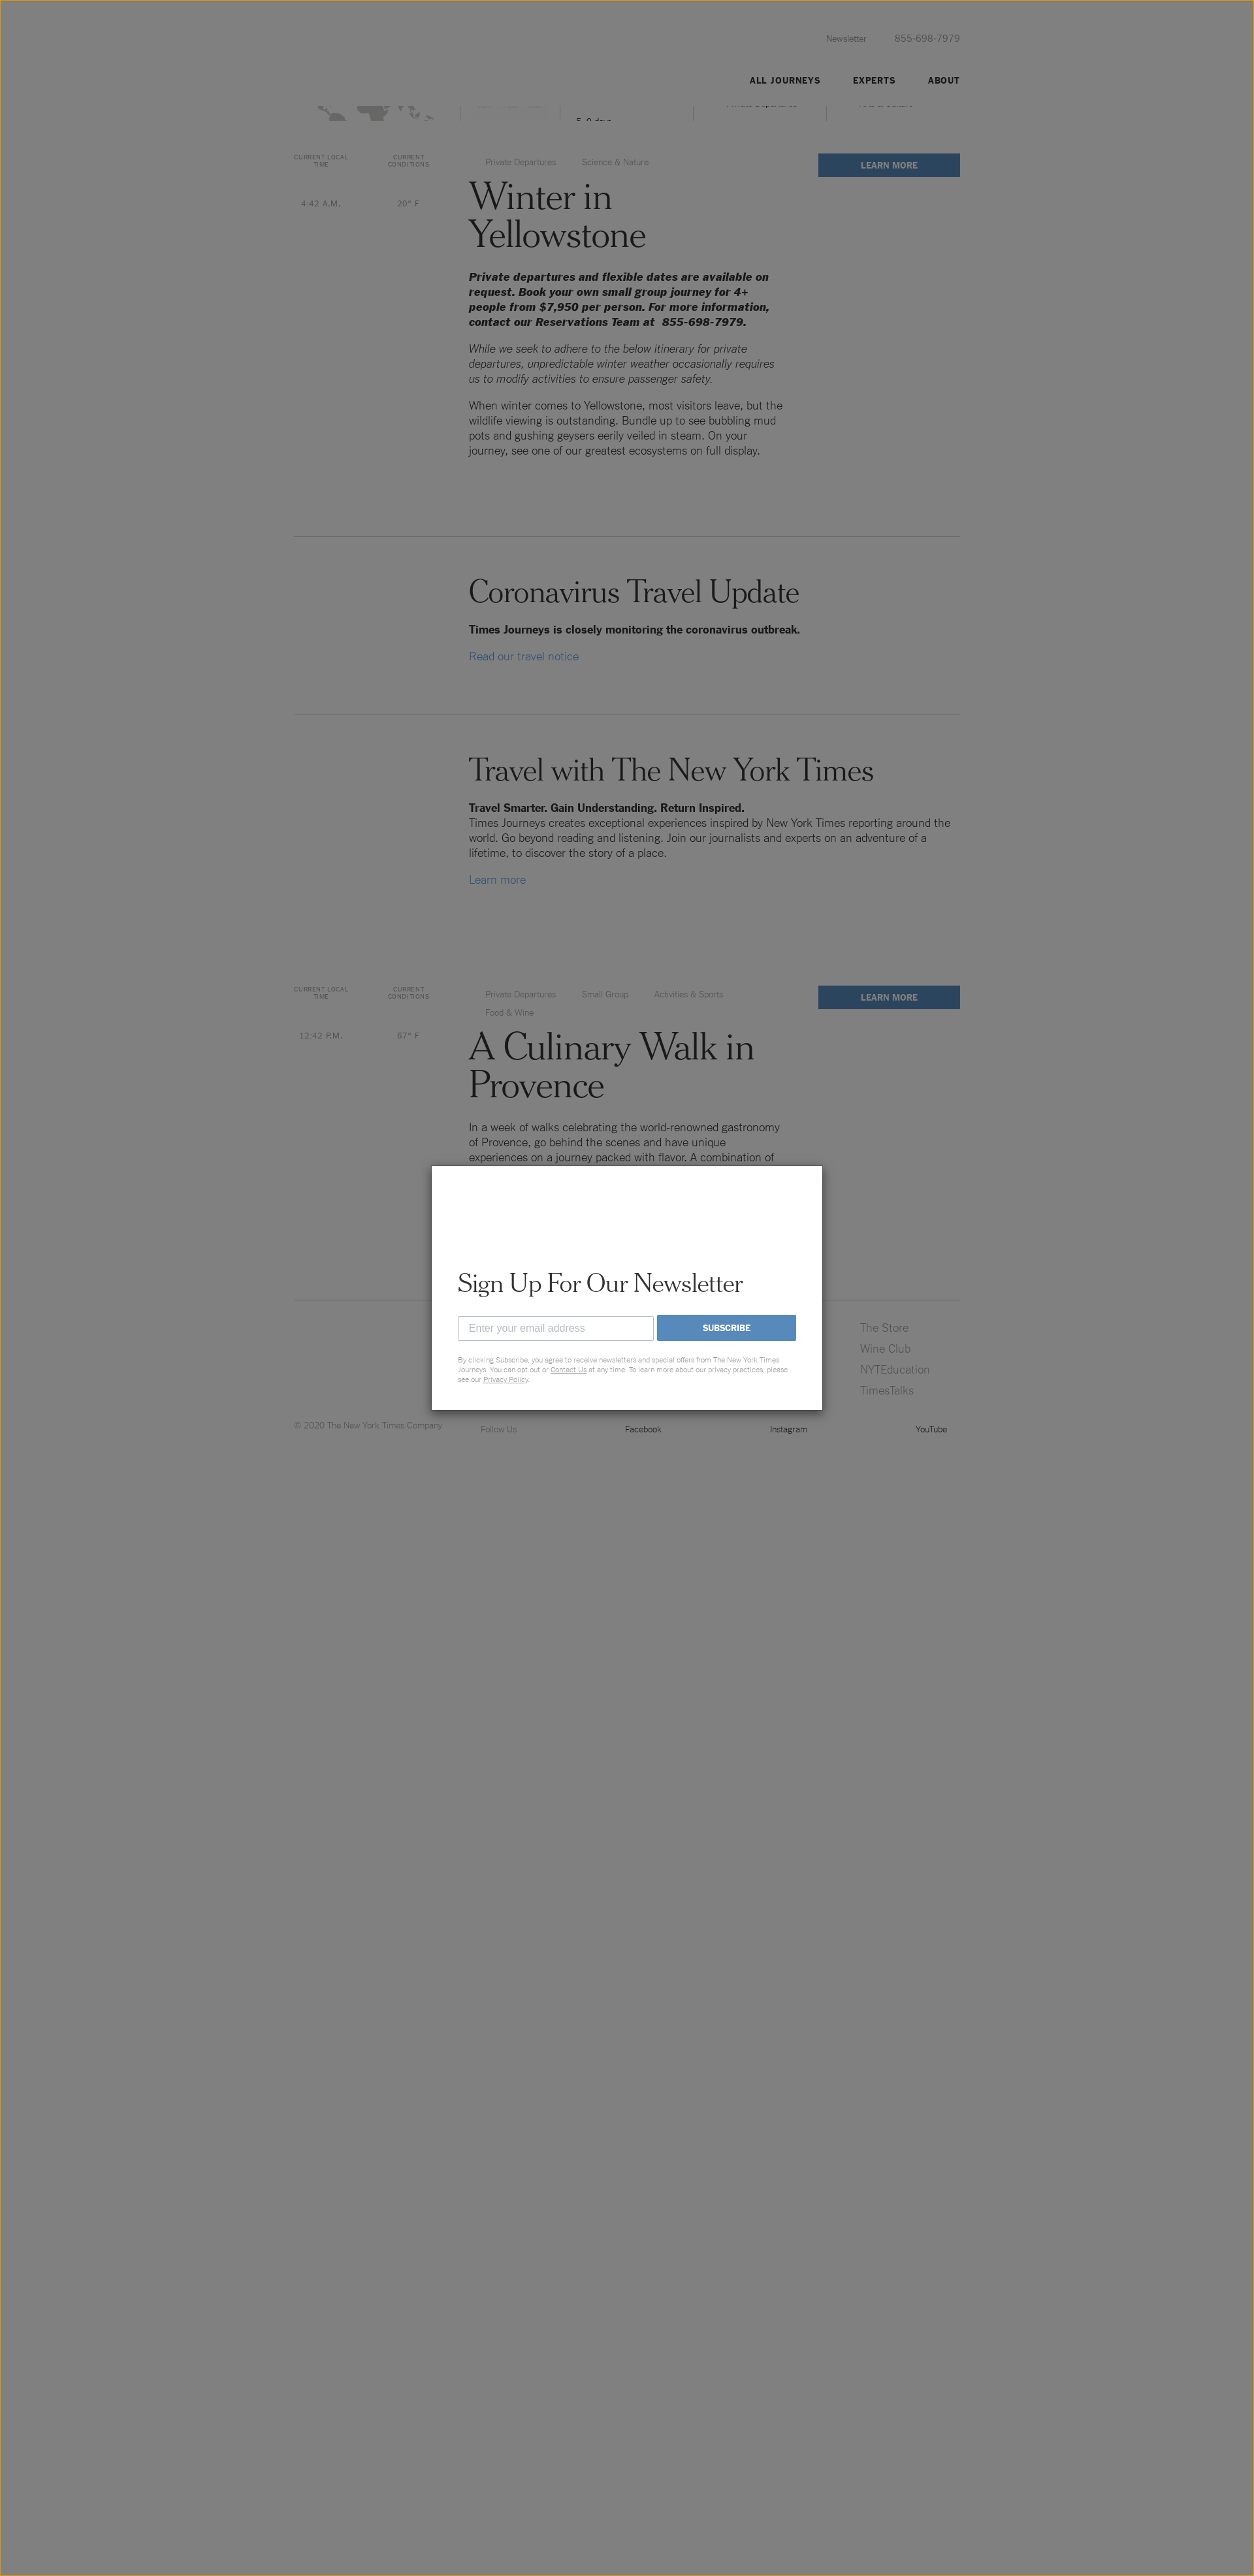 Newsletter 855-698-7979
ALL JOURNEYS EXPERTS ABOUT
CURRENT LOCAL TIME
CURRENT CONDITIONS
4:42 A.M.
20° F
Private Departures Science & Nature
LEARN MORE
Winter in
Yellowstone
Private departures and flexible dates are available on
request. Book your own small group journey for 4+
people from $7,950 per person. For more information,
contact our Reservations Team at 855-698-7979.
While we seek to adhere to the below itinerary for private
departures, unpredictable winter weather occasionally requires
us to modify activities to ensure passenger safety.
When winter comes to Yellowstone, most visitors leave, but the
wildlife viewing is outstanding. Bundle up to see bubbling mud
pots and gushing geysers eerily veiled in steam. On your
journey, see one of our greatest ecosystems on full display.
Coronavirus Travel Update
Times Journeys is closely monitoring the coronavirus outbreak.
Read our travel notice
Travel with The New York Times
Travel Smarter. Gain Understanding. Return Inspired.
Times Journeys creates exceptional experiences inspired by New York Times reporting around the
world. Go beyond reading and listening. Join our journalists and experts on an adventure of a
lifetime, to discover the story of a place.
Learn more
CURRENT LOCAL TIME
CURRENT CONDITIONS
12:42 P.M.
67° F
Private Departures Small Group Activities & Sports
Food & Wine
LEARN MORE
A Culinary Walk in
Provence
In a week of walks celebrating the world-renowned gastronomy
of Provence, go behind the scenes and have unique
experiences on a journey packed with flavor. A combination of
Sign Up For Our Newsletter
Enter your email address
SUBSCRIBE
By clicking Subscribe, you agree to receive newsletters and special offers from The New York Times
Journeys. You can opt out or Contact Us at any time. To learn more about our privacy practices, please
see our Privacy Policy.
The Store
Wine Club
NYTEducation
TimesTalks
© 2020 The New York Times Company
Follow Us Facebook Instagram YouTube